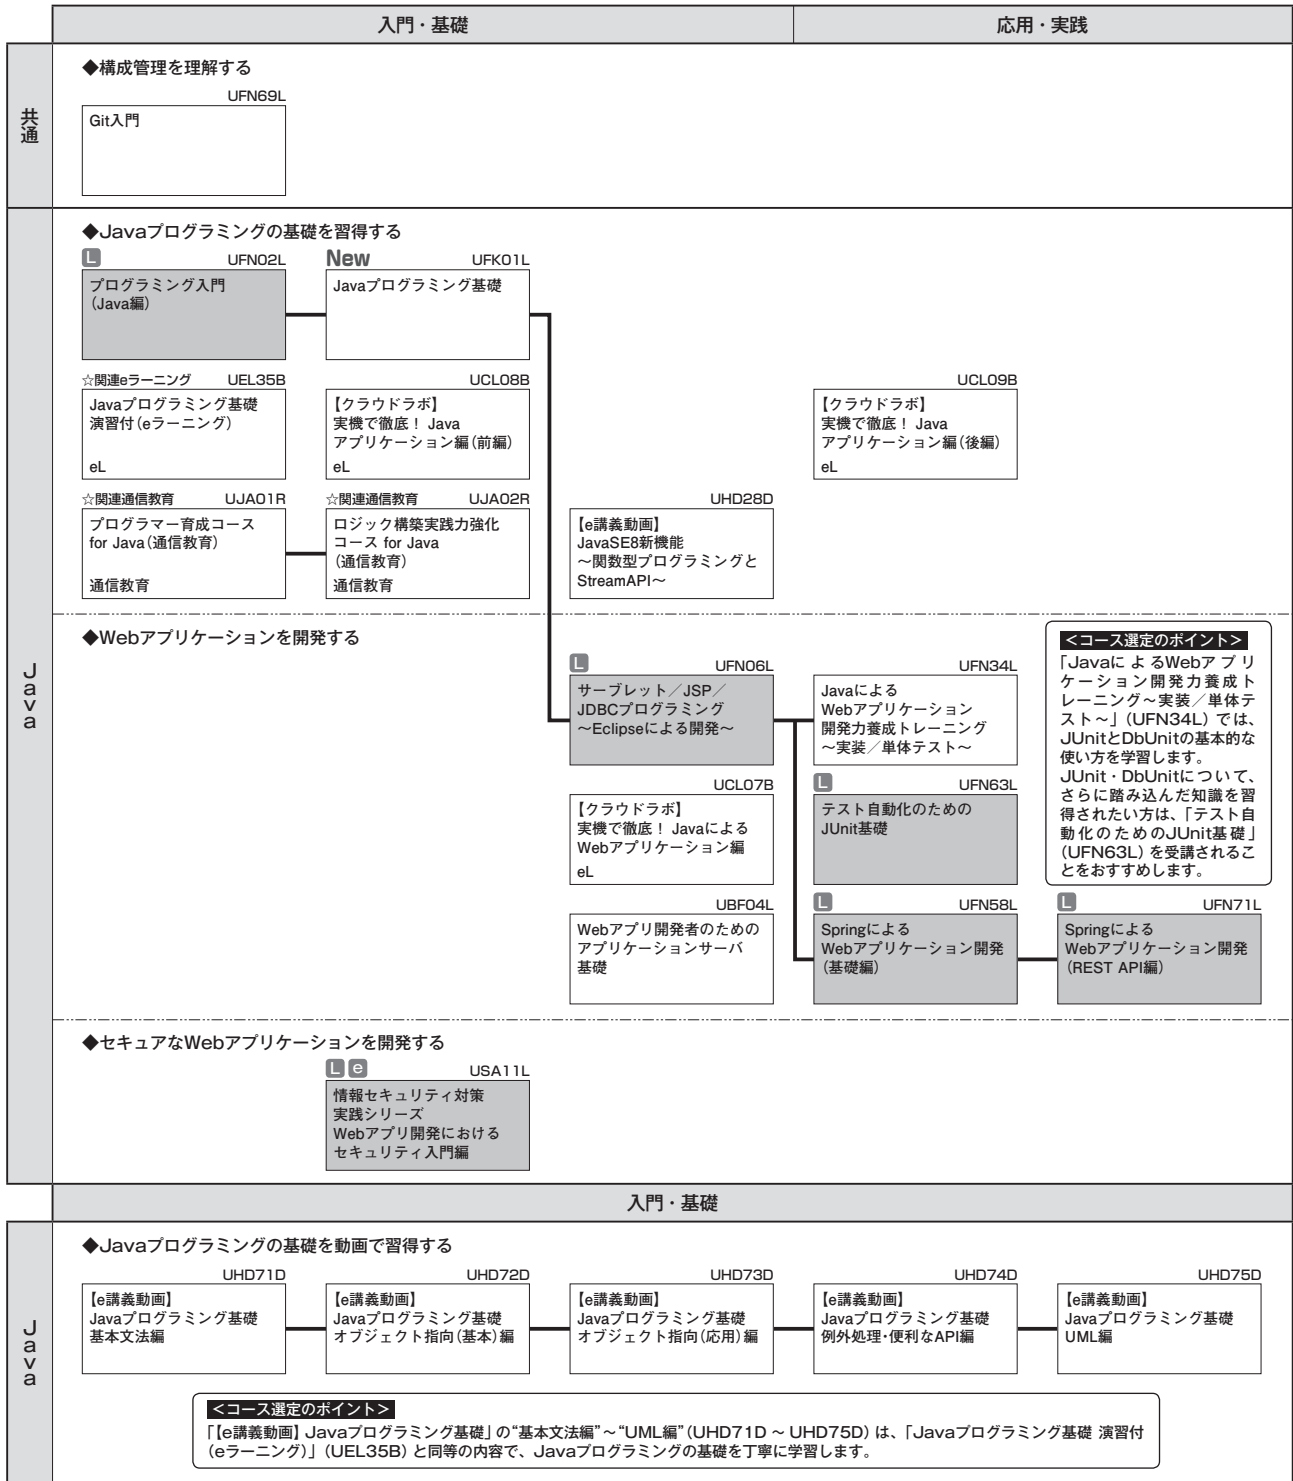 入門・基礎
応用・実践
共通
◆構成管理を理解する
UFN69L
Git入門
Java
◆Javaプログラミングの基礎を習得する
L UFN02L
プログラミング入門
（Java編）
New UFK01L
Javaプログラミング基礎
☆関連eラーニング UEL35B
Javaプログラミング基礎
演習付（eラーニング）
eL
UCL08B
【クラウドラボ】
実機で徹底！ Java
アプリケーション編（前編）
eL
UCL09B
【クラウドラボ】
実機で徹底！ Java
アプリケーション編（後編）
eL
☆関連通信教育 UJA01R
プログラマー育成コース
for Java（通信教育）
通信教育
☆関連通信教育 UJA02R
ロジック構築実践力強化
コース for Java
（通信教育）
通信教育
UHD28D
【e講義動画】
JavaSE8新機能
～関数型プログラミングと
StreamAPI～
◆Webアプリケーションを開発する
L UFN06L
サーブレット／JSP／
JDBCプログラミング
～Eclipseによる開発～
UFN34L
Javaによる
Webアプリケーション
開発力養成トレーニング
～実装／単体テスト～
＜コース選定のポイント＞
「JavaによるWebアプリ
ケーション開発力養成ト
レーニング～実装／単体テ
スト～」（UFN34L）では、
JUnitとDbUnitの基本的な
使い方を学習します。
JUnit・DbUnitについて、
さらに踏み込んだ知識を習
得されたい方は、「テスト自
動化のためのJUnit基礎」
（UFN63L）を受講されるこ
とをおすすめします。
UCL07B
【クラウドラボ】
実機で徹底！ Javaによる
Webアプリケーション編
eL
L UFN63L
テスト自動化のための
JUnit基礎
UBF04L
Webアプリ開発者のための
アプリケーションサーバ
基礎
L UFN58L
Springによる
Webアプリケーション開発
（基礎編）
L UFN71L
Springによる
Webアプリケーション開発
（REST API編）
◆セキュアなWebアプリケーションを開発する
L e USA11L
情報セキュリティ対策
実践シリーズ
Webアプリ開発における
セキュリティ入門編
入門・基礎
Java
◆Javaプログラミングの基礎を動画で習得する
UHD71D
【e講義動画】
Javaプログラミング基礎
基本文法編
UHD72D
【e講義動画】
Javaプログラミング基礎
オブジェクト指向（基本）編
UHD73D
【e講義動画】
Javaプログラミング基礎
オブジェクト指向（応用）編
UHD74D
【e講義動画】
Javaプログラミング基礎
例外処理・便利なAPI編
UHD75D
【e講義動画】
Javaプログラミング基礎
UML編
＜コース選定のポイント＞
「【e講義動画】Javaプログラミング基礎」の“基本文法編”～“UML編”（UHD71D ～ UHD75D）は、「Javaプログラミング基礎 演習付
（eラーニング）」（UEL35B）と同等の内容で、Javaプログラミングの基礎を丁寧に学習します。